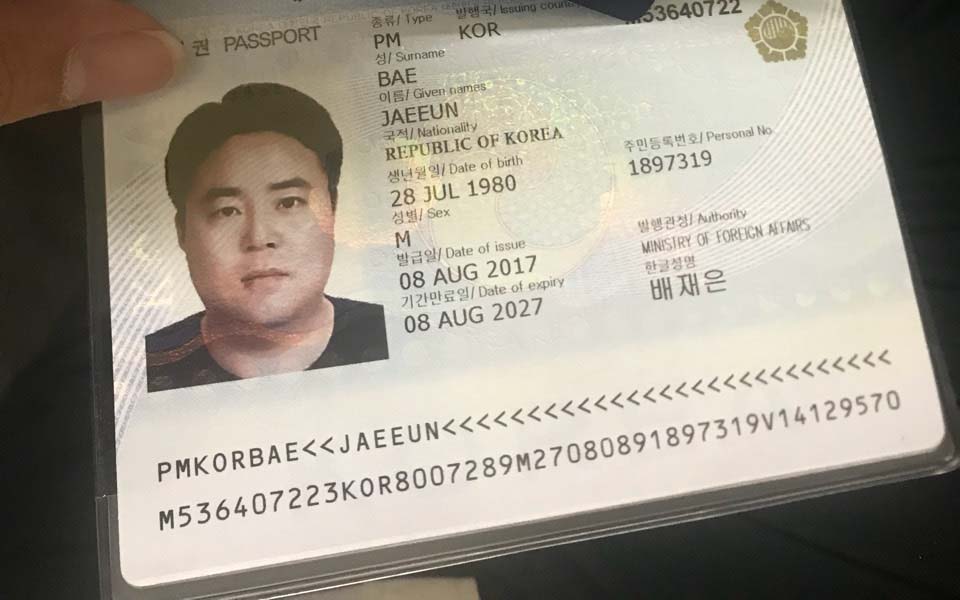 권 PASSPORT
종류/ Type 발행국/ Issuing
PM KOR M53640722
성/ Surname
BAE
이름/ Given names
JAEEUN
국적/ Nationality
REPUBLIC OF KOREA
생년월일/ Date of birth 주민등록번호/ Personal No
28 JUL 1980 1897319
성별/ Sex
M
발급일/ Date of issue 발행관청/ Authority
08 AUG 2017 MINISTRY OF FOREIGN AFFAIRS
기간만료일/ Date of expiry 한글성명
08 AUG 2027 배재은
PMKORBAE<<JAEEUN<<<<<<<<<<<<<<<<<<<<<<<<<<<<
M536407223KOR8007289M27080891897319V14129570